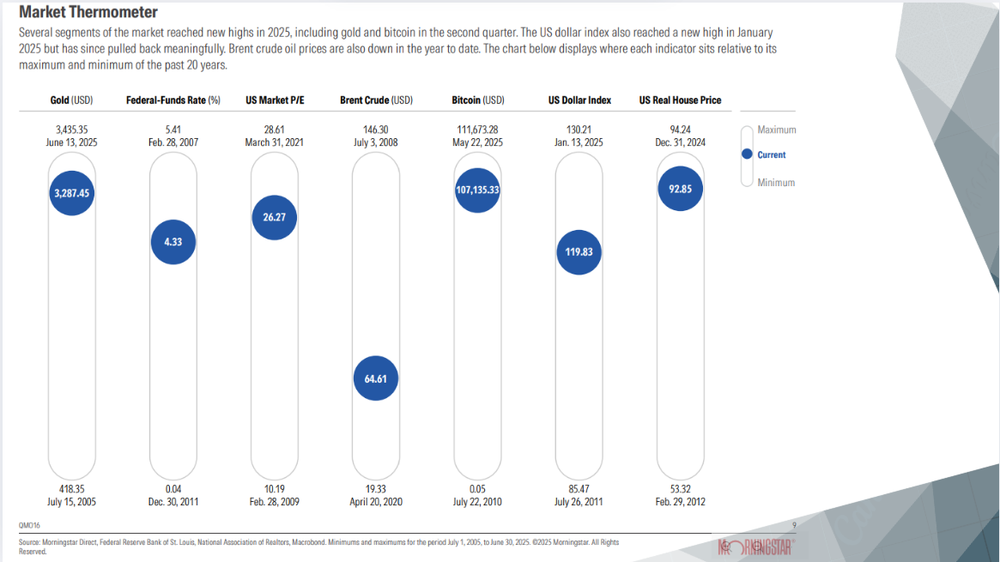 Market Thermometer
Several segments of the market reached new highs in 2025, including gold and bitcoin in the second quarter. The US dollar index also reached a new high in January
2025 but has since pulled back meaningfully. Brent crude oil prices are also down in the year to date. The chart below displays where each indicator sits relative to its
maximum and minimum of the past 20 years.
Gold (USD) Federal-Funds Rate (%) US Market P/E Brent Crude (USD) Bitcoin (USD) US Dollar Index US Real House Price
3,435.35 5.41 28.61 146.30 111,673.28 130.21 94.24
June 13, 2025 Feb. 28, 2007 March 31, 2021 July 3, 2008 May 22, 2025 Jan. 13, 2025 Dec. 31, 2024
Maximum
Current
Minimum
3,287.45 4.33 26.27 64.61 107,135.33 119.83 92.85
418.35 0.04 10.19 19.33 0.05 85.47 53.32
July 15, 2005 Dec. 30, 2011 Feb. 28, 2009 April 20, 2020 July 22, 2010 July 26, 2011 Feb. 29, 2012
QMO16 9
Source: Morningstar Direct, Federal Reserve Bank of St. Louis, National Association of Realtors, Macrobond. Minimums and maximums for the period July 1, 2005, to June 30, 2025. ©2025 Morningstar. All Rights
Reserved.
MORNINGSTAR®